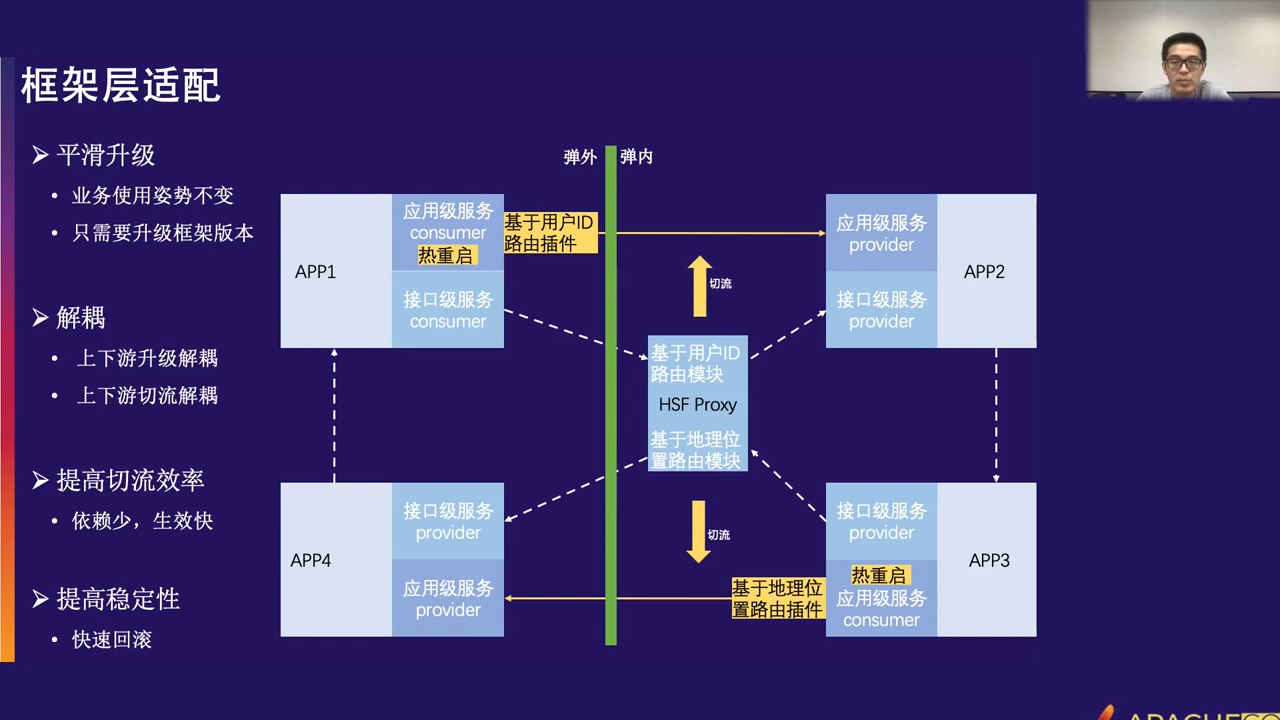 框架层适配
➢ 平滑升级
• 业务使用姿势不变
• 只需要升级框架版本
➢ 解耦
• 上下游升级解耦
• 上下游切流解耦
➢ 提高切流效率
• 依赖少，生效快
➢ 提高稳定性
• 快速回滚
弹外
弹内
APP1
应用级服务
consumer
热重启
接口级服务
consumer
基于用户ID
路由插件
应用级服务
provider
接口级服务
provider
APP2
切流
基于用户ID
路由模块
HSF Proxy
基于地理位
置路由模块
切流
APP4
接口级服务
provider
应用级服务
provider
基于地理位
置路由插件
接口级服务
provider
热重启
应用级服务
consumer
APP3